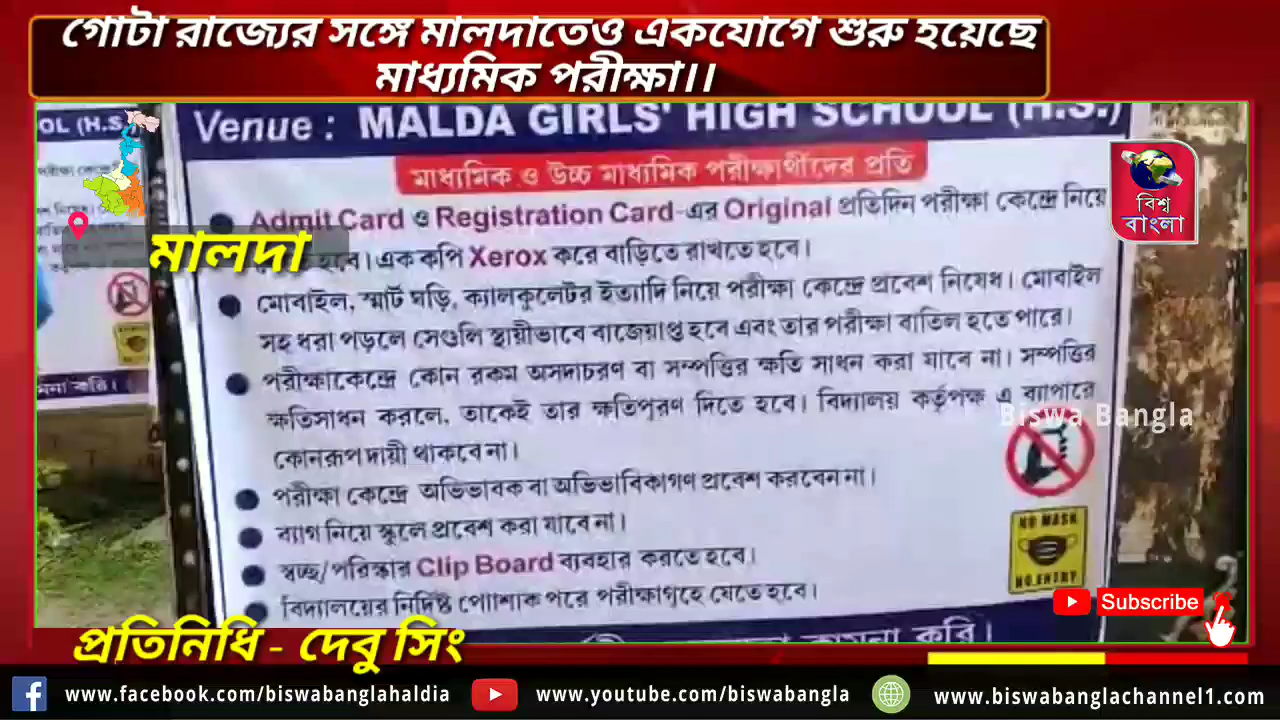 গোটা রাজ্যের সঙ্গে মালদাতেও একযোগে শুরু হয়েছে
মাধ্যমিক পরীক্ষা।।
OL (H.S.)
Venue : MALDA GIRLS' HIGH SCHOOL (H.S.)
মাধ্যমিক ও উচ্চ মাধ্যমিক পরীক্ষার্থীদের প্রতি
Admit Card ও Registration Card-এর Original প্রতিদিন পরীক্ষা কেন্দ্রে নিয়ে
হবে। এক কপি Xerox করে বাড়িতে রাখতে হবে।
মোবাইল, স্মার্ট ঘড়ি, ক্যালকুলেটর ইত্যাদি নিয়ে পরীক্ষা কেন্দ্রে প্রবেশ নিষেধ। মোবাইল
সহ ধরা পড়লে সেগুলি স্থায়ীভাবে বাজেয়াপ্ত হবে এবং তার পরীক্ষা বাতিল হতে পারে।
পরীক্ষাকেন্দ্রে কোন রকম অসদাচরণ বা সম্পত্তির ক্ষতি সাধন করা যাবে না। সম্পত্তির
ক্ষতিসাধন করলে, তাকেই তার ক্ষতিপূরণ দিতে হবে। বিদ্যালয় কর্তৃপক্ষ এ ব্যাপারে
কোনরূপ দায়ী থাকবে না।
পরীক্ষা কেন্দ্রে অভিভাবক বা অভিভাবিকাগণ প্রবেশ করবেন না।
ব্যাগ নিয়ে স্কুলে প্রবেশ করা যাবে না।
স্বচ্ছ/পরিস্কার Clip Board ব্যবহার করতে হবে।
বিদ্যালয়ের নির্দিষ্ট পোশাক পরে পরীক্ষাগৃহে যেতে হবে।
কামনা করি।
NO MASK
NO ENTRY
মালদা
বিশ্ব
বাংলা
Biswa Bangla
Subscribe
প্রতিনিধি - দেবু সিং
www.facebook.com/biswabanglahaldia
www.youtube.com/biswabangla
www.biswabanglachannel1.com